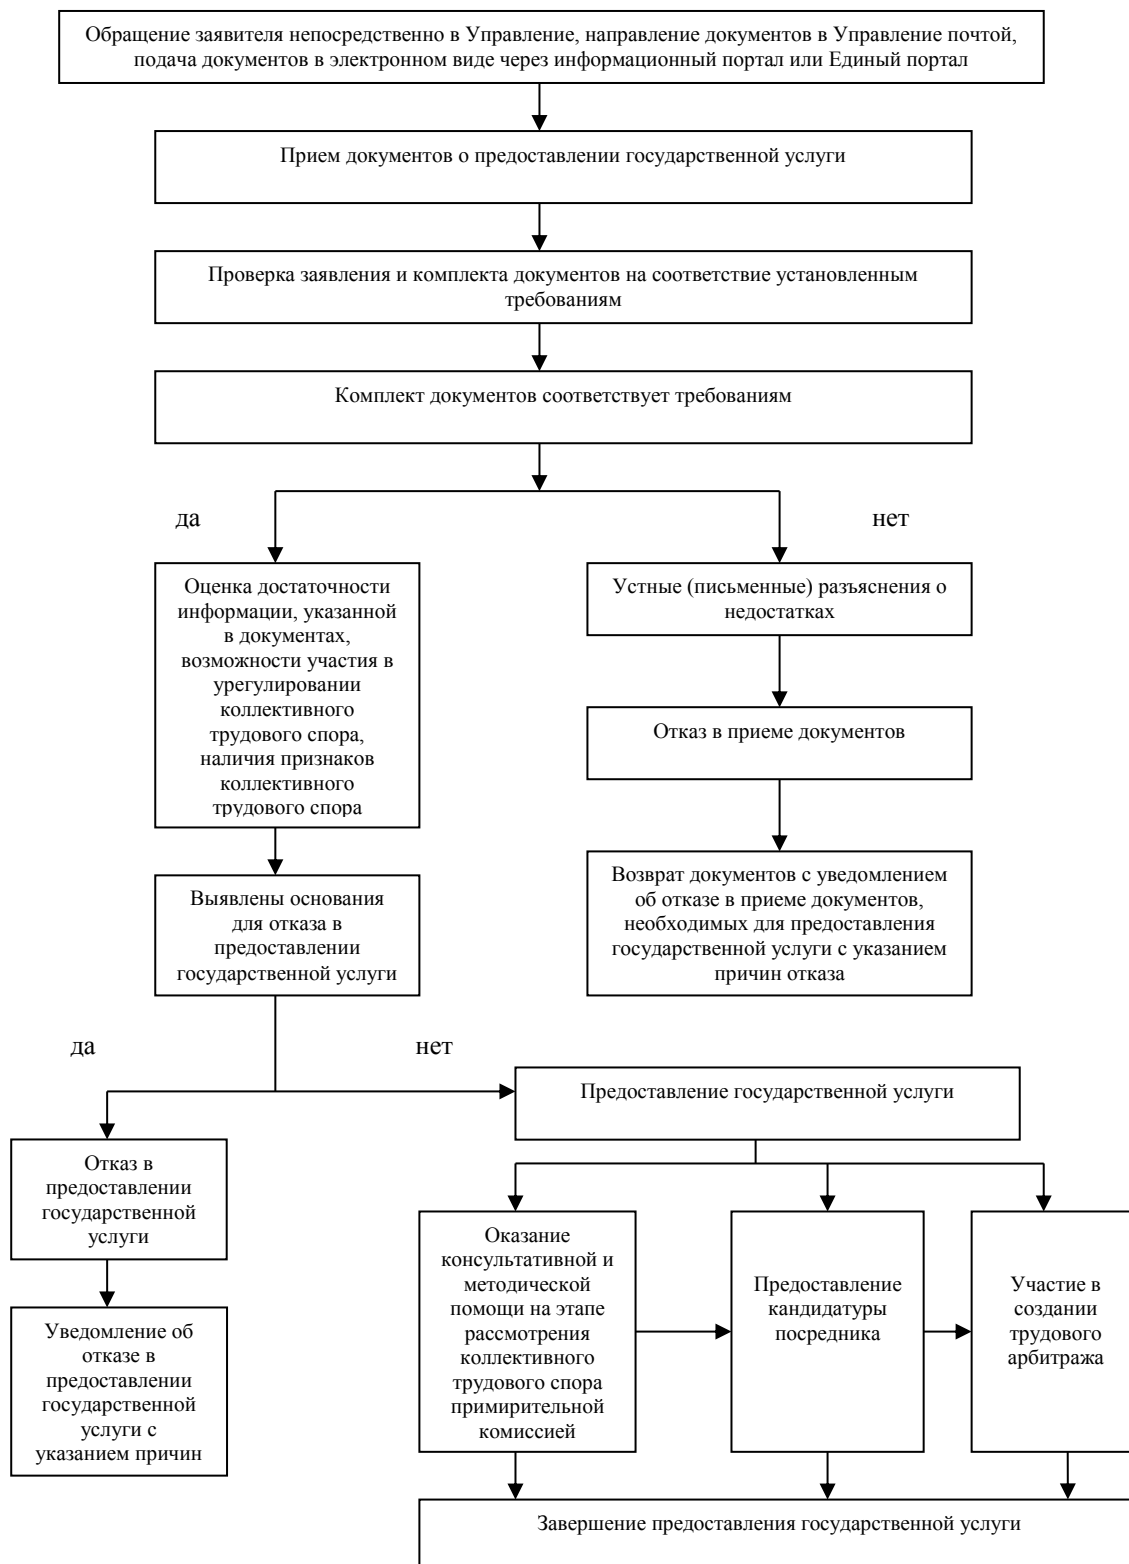 Обращение заявителя непосредственно в Управление, направление документов в Управление почтой,
подача документов в электронном виде через информационный портал или Единый портал
Прием документов о предоставлении государственной услуги
Проверка заявления и комплекта документов на соответствие установленным
требованиям
Комплект документов соответствует требованиям
да
нет
Оценка достаточности
информации, указанной
в документах,
возможности участия в
урегулировании
коллективного
трудового спора,
наличия признаков
коллективного
трудового спора
Устные (письменные) разъяснения о
недостатках
Отказ в приеме документов
Возврат документов с уведомлением
об отказе в приеме документов,
необходимых для предоставления
государственной услуги с указанием
причин отказа
Выявлены основания
для отказа в
предоставлении
государственной услуги
да
нет
Предоставление государственной услуги
Отказ в
предоставлении
государственной
услуги
Уведомление об
отказе в
предоставлении
государственной
услуги с
указанием причин
Оказание
консультативной и
методической
помощи на этапе
рассмотрения
коллективного
трудового спора
примирительной
комиссией
Предоставление
кандидатуры
посредника
Участие в
создании
трудового
арбитража
Завершение предоставления государственной услуги